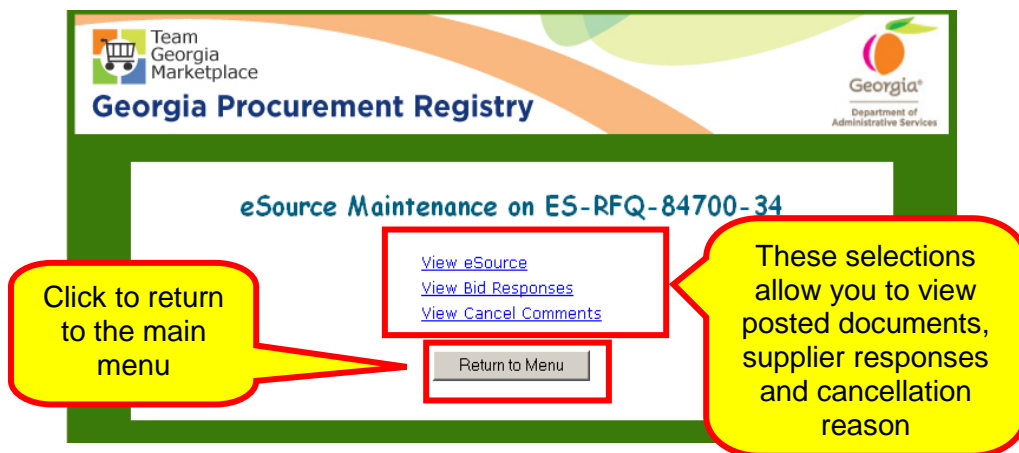 Team
Georgia
Marketplace
Georgia Procurement Registry
Georgia®
Department of
Administrative Services
eSource Maintenance on ES-RFQ-84700-34
View eSource
View Bid Responses
View Cancel Comments
Return to Menu
Click to return
to the main
menu
These selections
allow you to view
posted documents,
supplier responses
and cancellation
reason